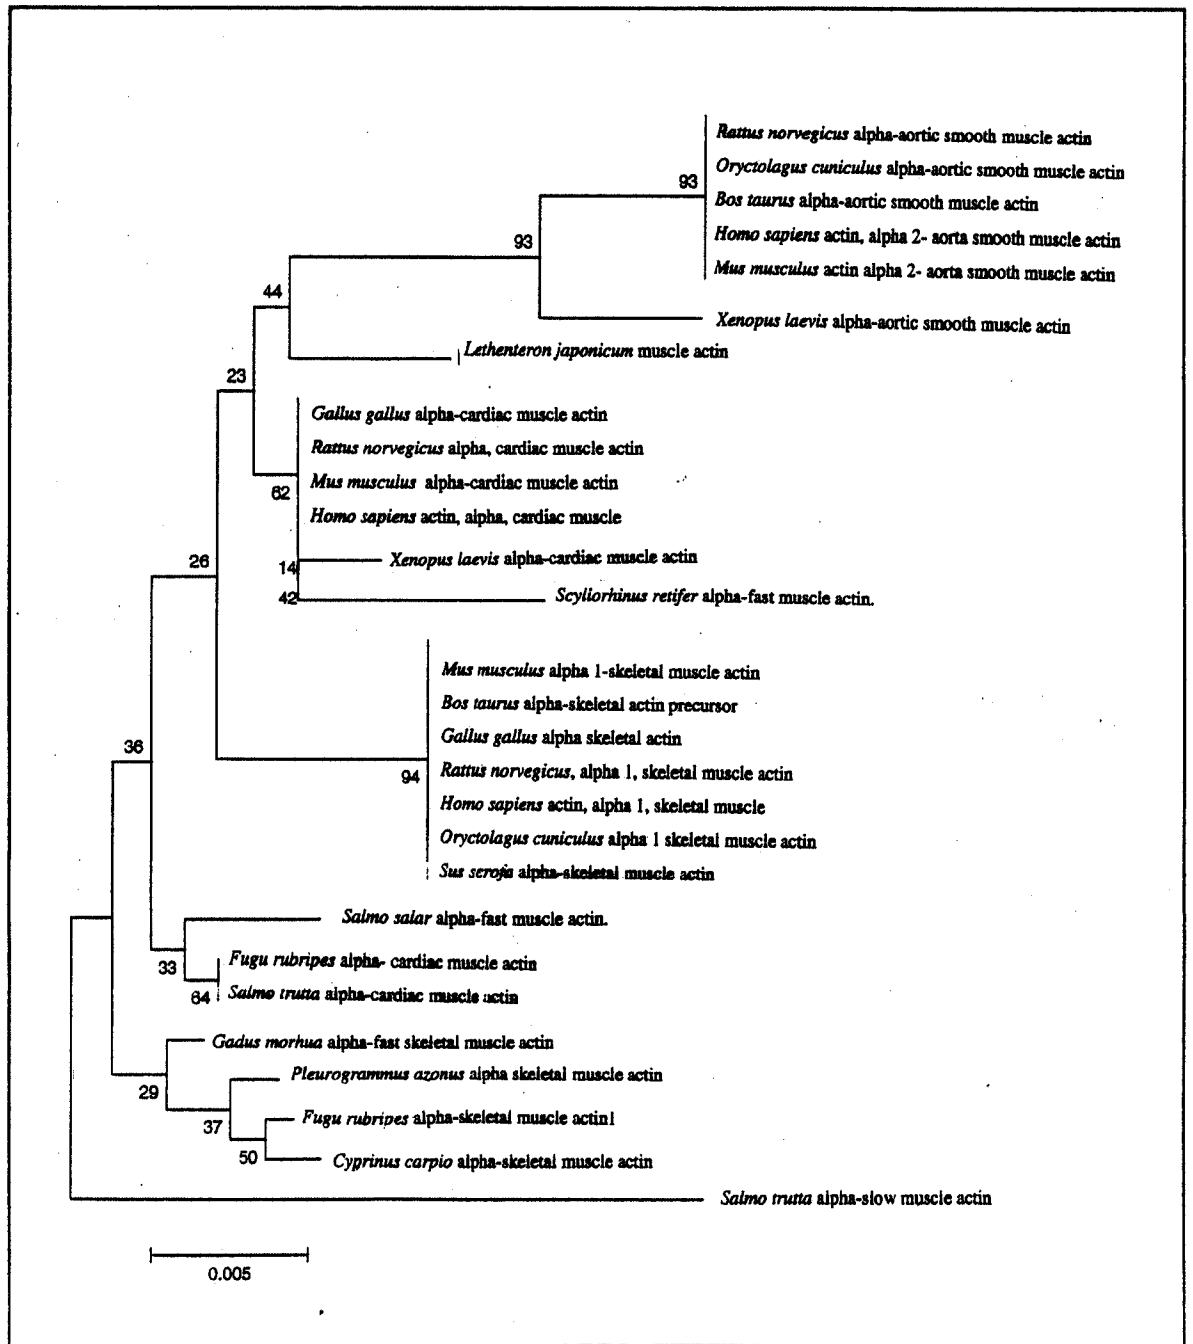 Rattus norvegicus alpha-aortic smooth muscle actin
Oryctolagus cuniculus alpha-aortic smooth muscle actin
93
Bos taurus alpha-aortic smooth muscle actin
Homo sapiens actin, alpha 2- aorta smooth muscle actin
93
Mus musculus actin alpha 2- aorta smooth muscle actin
44
Xenopus laevis alpha-aortic smooth muscle actin
Lethenteron japonicum muscle actin
23
Gallus gallus alpha-cardiac muscle actin
Rattus norvegicus alpha, cardiac muscle actin
Mus musculus alpha-cardiac muscle actin
62
Homo sapiens actin, alpha, cardiac muscle
26
Xenopus laevis alpha-cardiac muscle actin
14
42
Scyliorhinus retifer alpha-fast muscle actin.
Mus musculus alpha 1-skeletal muscle actin
Bos taurus alpha-skeletal actin precursor
Gallus gallus alpha skeletal actin
36
Rattus norvegicus, alpha 1, skeletal muscle actin
94
Homo sapiens actin, alpha 1, skeletal muscle
Oryctolagus cuniculus alpha 1 skeletal muscle actin
Sus serofa alpha-skeletal muscle actin
Salmo salar alpha-fast muscle actin.
Fugu rubripes alpha- cardiac muscle actin
33
64
Salmo trutta alpha-cardiac muscle actin
Gadus morhua alpha-fast skeletal muscle actin
Pleurogrammus azonus alpha skeletal muscle actin
29
Fugu rubripes alpha-skeletal muscle actin1
37
50
Cyprinus carpio alpha-skeletal muscle actin
Salmo trutta alpha-slow muscle actin
0.005